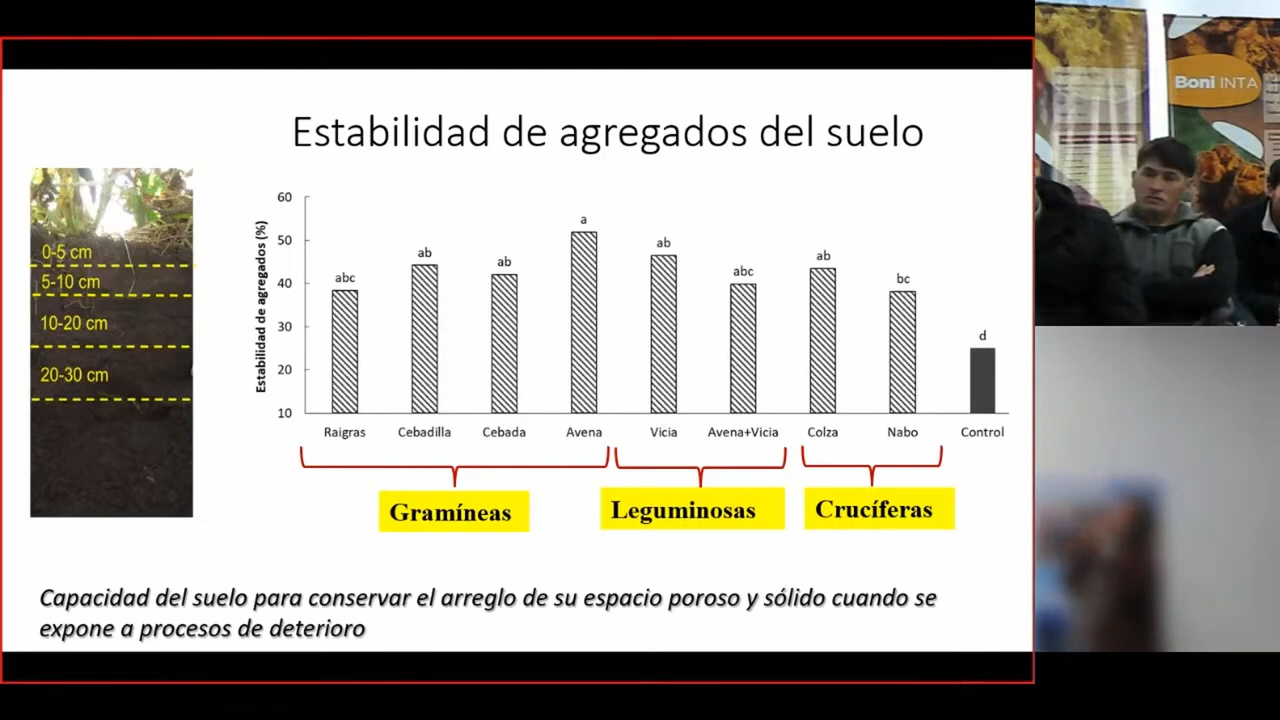 Estabilidad de agregados del suelo
0-5 cm
5-10 cm
10-20 cm
20-30 cm
Estabilidad de agregados (%)
60
50
40
30
20
10
abc
ab
ab
a
ab
abc
ab
bc
d
Raigras Cebadilla Cebada Avena Vicia Avena+Vicia Colza Nabo Control
Gramíneas Leguminosas Crucíferas
Capacidad del suelo para conservar el arreglo de su espacio poroso y sólido cuando se
expone a procesos de deterioro
Boni INTA